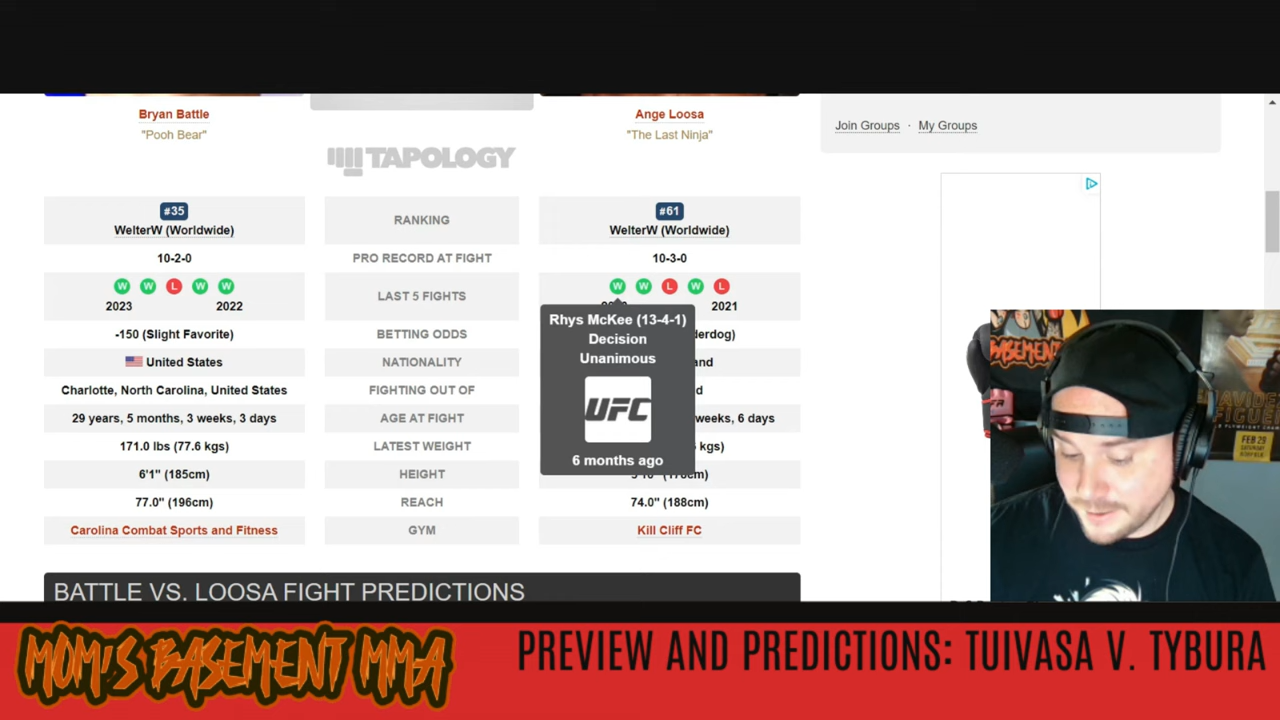 Bryan Battle
"Pooh Bear"
Ange Loosa
"The Last Ninja"
Join Groups · My Groups
TAPOLOGY
#35
WelterW (Worldwide)
RANKING
#61
WelterW (Worldwide)
10-2-0
PRO RECORD AT FIGHT
10-3-0
W W L W W
2023 2022
LAST 5 FIGHTS
W W L W L
2021
Rhys McKee (13-4-1)
Decision
Unanimous
UFC
6 months ago
-150 (Slight Favorite)
BETTING ODDS
derdog)
United States
NATIONALITY
Charlotte, North Carolina, United States
FIGHTING OUT OF
29 years, 5 months, 3 weeks, 3 days
AGE AT FIGHT
weeks, 6 days
171.0 lbs (77.6 kgs)
LATEST WEIGHT
kgs)
6'1" (185cm)
HEIGHT
77.0" (196cm)
REACH
74.0" (188cm)
Carolina Combat Sports and Fitness
GYM
Kill Cliff FC
BATTLE VS. LOOSA FIGHT PREDICTIONS
BASEMENT
FEB 29
SATURDAY
MOM'S BASEMENT MMA
PREVIEW AND PREDICTIONS: TUIVASA V. TYBURA